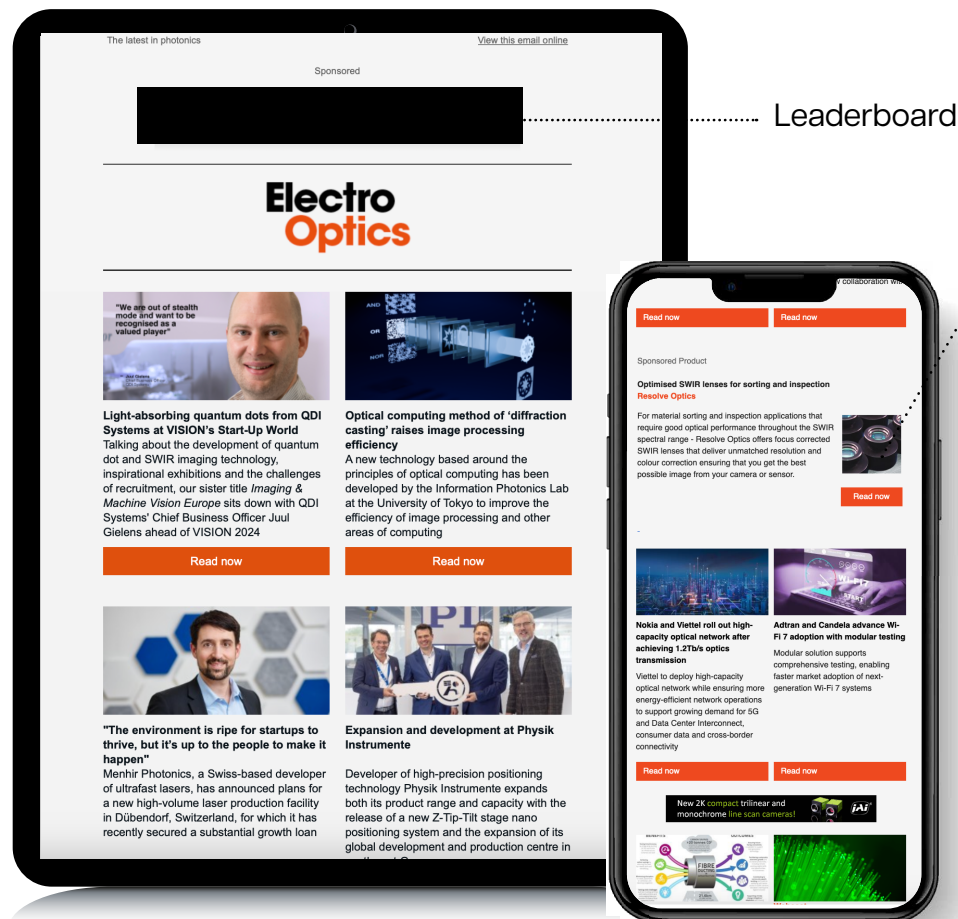 The latest in photonics
View this email online
Sponsored
Leaderboard
Electro
Optics
"We are out of stealth
mode and want to be
recognised as a
valued player"
Juul Gielens
Light-absorbing quantum dots from QDI
Systems at VISION's Start-Up World
Talking about the development of quantum
dot and SWIR imaging technology,
inspirational exhibitions and the challenges
of recruitment, our sister title Imaging &
Machine Vision Europe sits down with QDI
Systems' Chief Business Officer Juul
Gielens ahead of VISION 2024
Read now
AND
OR
NOR
Optical computing method of ‘diffraction
casting’ raises image processing
efficiency
A new technology based around the
principles of optical computing has been
developed by the Information Photonics Lab
at the University of Tokyo to improve the
efficiency of image processing and other
areas of computing
Read now
"The environment is ripe for startups to
thrive, but it’s up to the people to make it
happen"
Menhir Photonics, a Swiss-based developer
of ultrafast lasers, has announced plans for
a new high-volume laser production facility
in Dübendorf, Switzerland, for which it has
recently secured a substantial growth loan
PI
Expansion and development at Physik
Instrumente
Developer of high-precision positioning
technology Physik Instrumente expands
both its product range and capacity with the
release of a new Z-Tip-Tilt stage nano
positioning system and the expansion of its
global development and production centre in
collaboration with
Read now
Read now
Sponsored Product
Optimised SWIR lenses for sorting and inspection
Resolve Optics
For material sorting and inspection applications that
require good optical performance throughout the SWIR
spectral range - Resolve Optics offers focus corrected
SWIR lenses that deliver unmatched resolution and
colour correction ensuring that you get the best
possible image from your camera or sensor.
Read now
-
Nokia and Viettel roll out high-
capacity optical network after
achieving 1.2Tb/s optics
transmission
Viettel to deploy high-capacity
optical network while ensuring more
energy-efficient network operations
to support growing demand for 5G
and Data Center Interconnect,
consumer data and cross-border
connectivity
Read now
Wi-Fi 7
START
Adtran and Candela advance Wi-
Fi 7 adoption with modular testing
Modular solution supports
comprehensive testing, enabling
faster market adoption of next-
generation Wi-Fi 7 systems
Read now
New 2K compact trilinear and
monochrome line scan cameras!
JAI
FIBRE
DUCTING